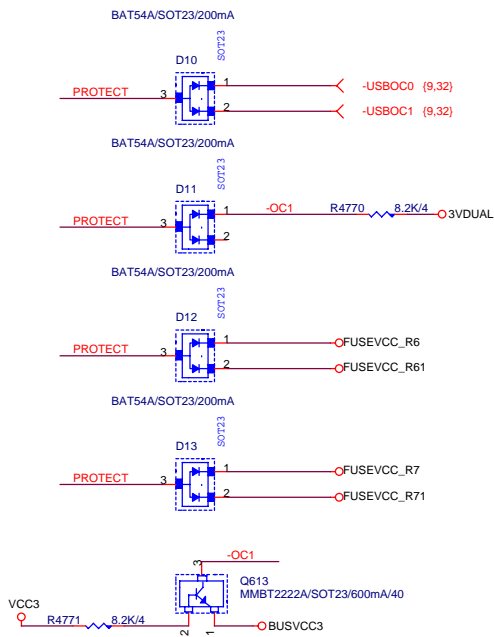 BAT54A/SOT23/200mA
SOT23
D10
PROTECT 3 1 -USBOC0 {9,32}
2 -USBOC1 {9,32}
BAT54A/SOT23/200mA
SOT23
D11
PROTECT 3 1 -OC1 R4770 8.2K/4 3VDUAL
2
BAT54A/SOT23/200mA
SOT23
D12
PROTECT 3 1 FUSEVCC_R6
2 FUSEVCC_R61
BAT54A/SOT23/200mA
SOT23
D13
PROTECT 3 1 FUSEVCC_R7
2 FUSEVCC_R71
3 -OC1
Q613
MMBT2222A/SOT23/600mA/40
VCC3 R4771 8.2K/4 2 1 BUSVCC3